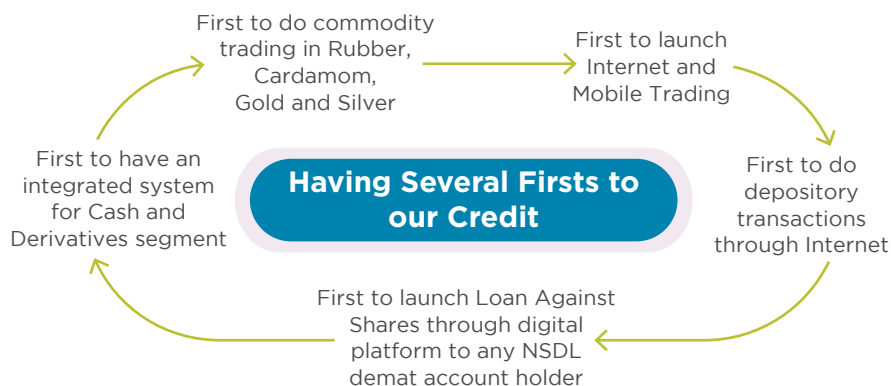 First to do commodity
trading in Rubber,
Cardamom,
Gold and Silver
First to launch
Internet and
Mobile Trading
First to do
depository
transactions
through Internet
First to launch Loan Against
Shares through digital
platform to any NSDL
demat account holder
First to have an
integrated system
for Cash and
Derivatives segment
Having Several Firsts to
our Credit